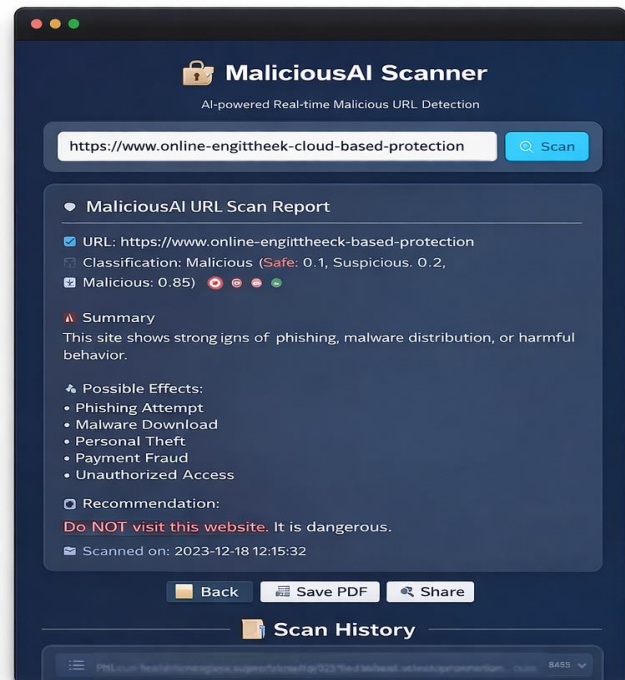 MaliciousAI Scanner
AI-powered Real-time Malicious URL Detection
https://www.online-engittheek-cloud-based-protection
Scan
MaliciousAI URL Scan Report
URL: https://www.online-engiittheeck-based-protection
Classification: Malicious (Safe: 0.1, Suspicious. 0.2,
Malicious: 0.85)
Summary
This site shows strong igns of phishing, malware distribution, or harmful
behavior.
Possible Effects:
• Phishing Attempt
• Malware Download
• Personal Theft
• Payment Fraud
• Unauthorized Access
Recommendation:
Do NOT visit this website. It is dangerous.
Scanned on: 2023-12-18 12:15:32
Back
Save PDF
Share
Scan History
8455